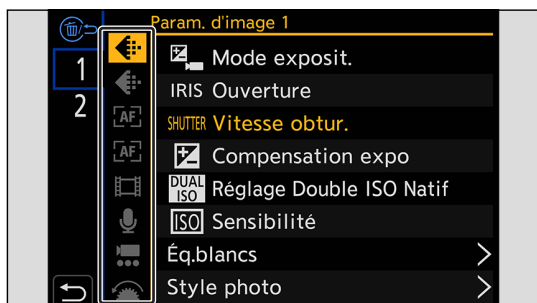 Param. d'image 1
1
2
Mode exposit.
IRIS Ouverture
SHUTTER Vitesse obtur.
Compensation expo
DUAL ISO Réglage Double ISO Natif
ISO Sensibilité
Éq.blancs
Style photo
AF
AF